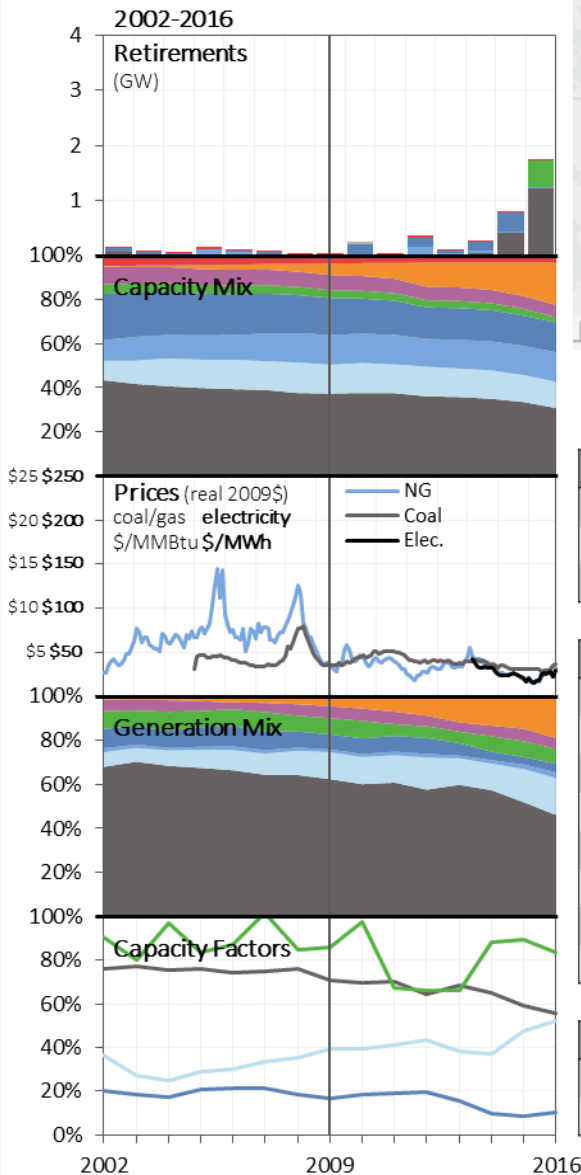 2002-2016
4
Retirements
(GW)
3
2
1
100%
Capacity Mix
80%
60%
40%
20%
$25 $250
Prices (real 2009$)
NG
coal/gas electricity
Coal
$20 $200
$/MMBtu $/MWh
Elec.
$15 $150
$10 $100
$5 $50
100%
Generation Mix
80%
60%
40%
20%
100%
Capacity Factors
80%
60%
40%
20%
0%
2002 2009 2016